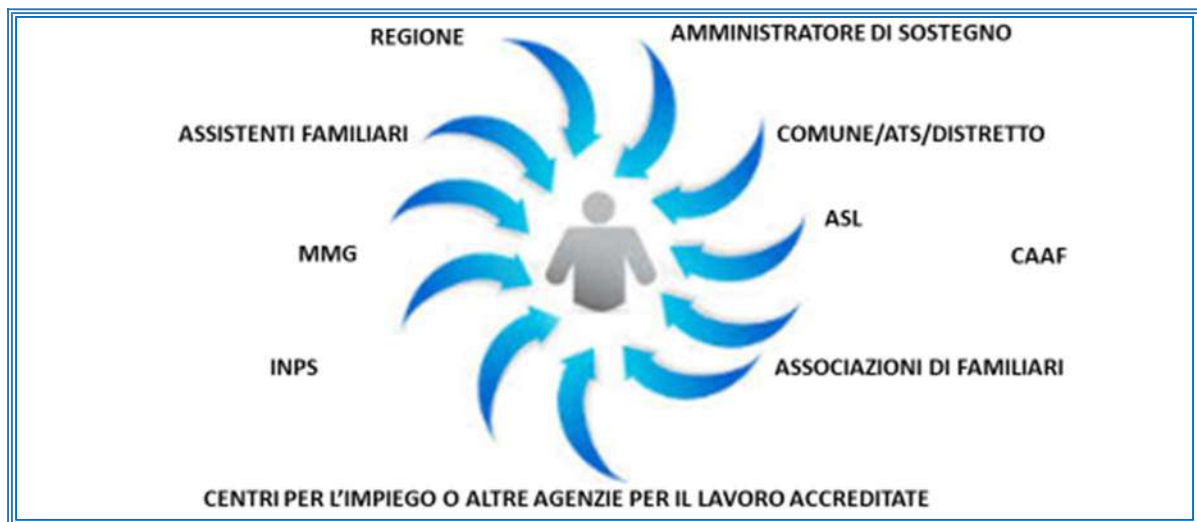 REGIONE
AMMINISTRATORE DI SOSTEGNO
ASSISTENTI FAMILIARI
COMUNE/ATS/DISTRETTO
ASL
MMG
CAAF
INPS
ASSOCIAZIONI DI FAMILIARI
CENTRI PER L'IMPIEGO O ALTRE AGENZIE PER IL LAVORO ACCREDITATE